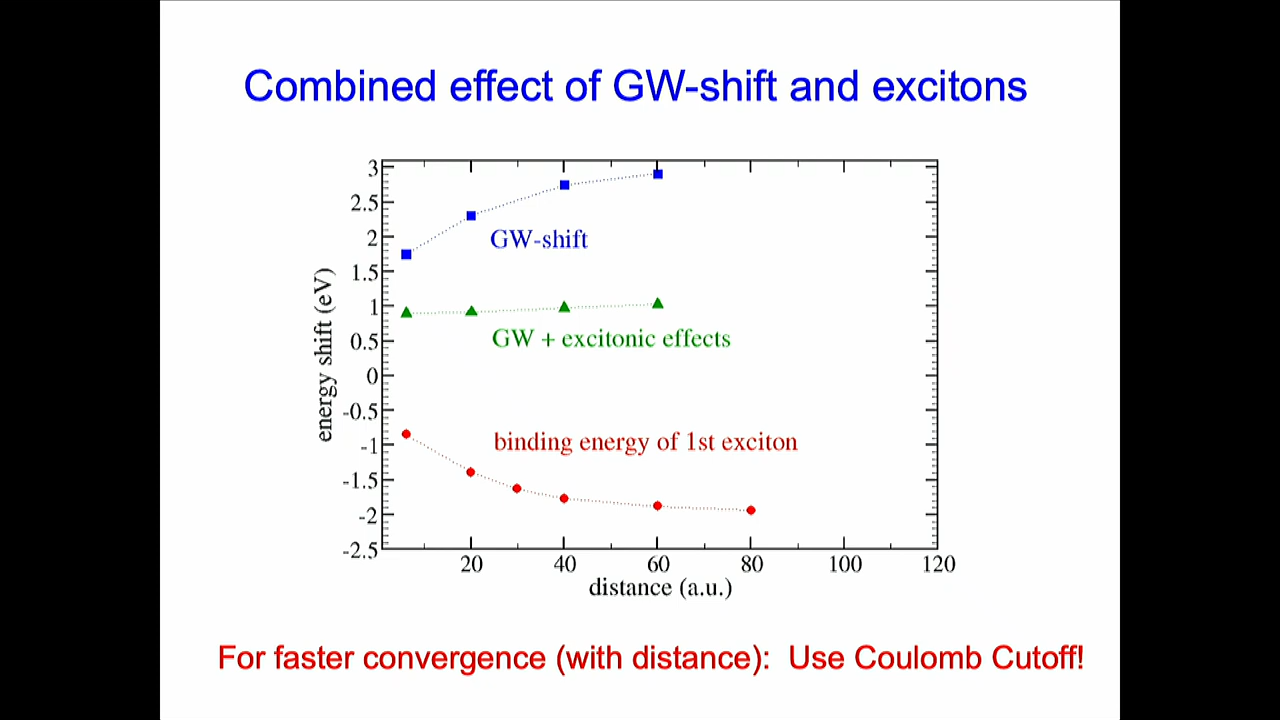 Combined effect of GW-shift and excitons
3
2.5
2
1.5
1
0.5
0
-0.5
-1
-1.5
-2
-2.5
energy shift (eV)
GW-shift
GW + excitonic effects
binding energy of 1st exciton
20 40 60 80 100 120
distance (a.u.)
For faster convergence (with distance): Use Coulomb Cutoff!